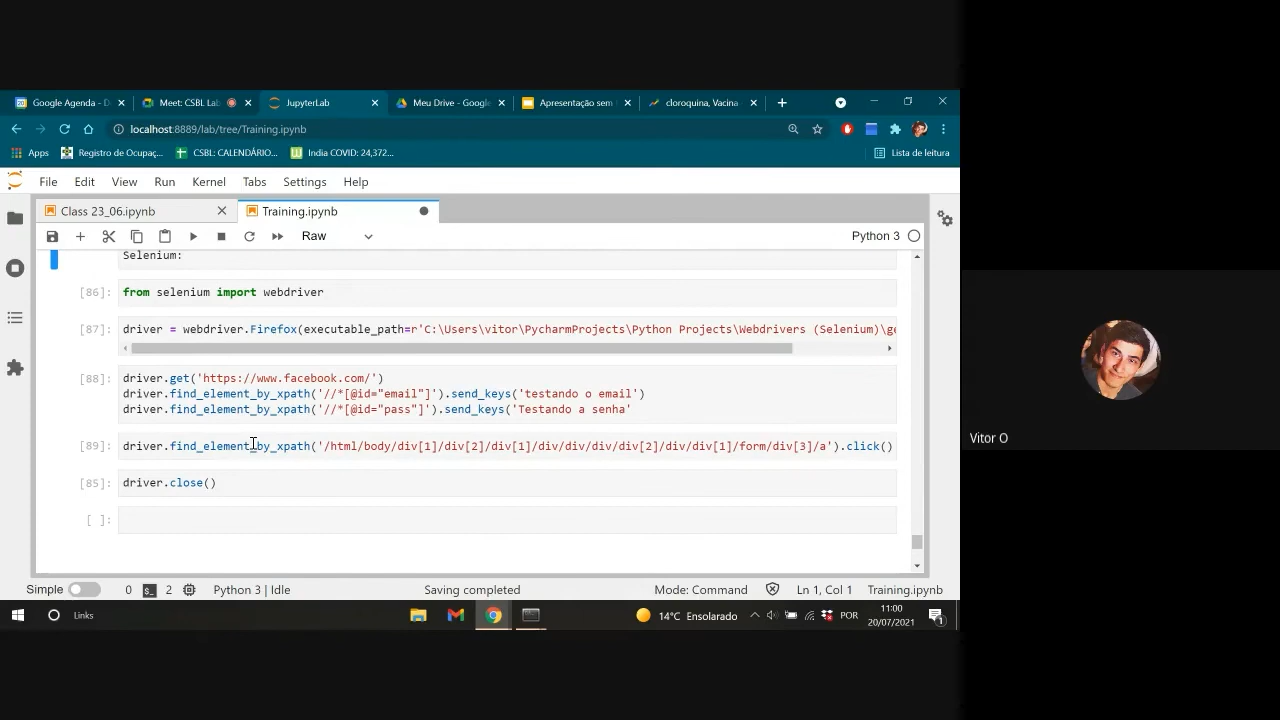 Google Agenda - D
Meet: CSBL Lab
JupyterLab
Meu Drive - Google
Apresentação sem
cloroquina, Vacina
localhost:8889/lab/tree/Training.ipynb
Apps
Registro de Ocupaç...
CSBL: CALENDÁRIO...
India COVID: 24,372...
Lista de leitura
File Edit View Run Kernel Tabs Settings Help
Class 23_06.ipynb
Training.ipynb
Raw
Python 3
Selenium:
[86]: from selenium import webdriver
[87]: driver = webdriver.Firefox(executable_path=r'C:\Users\vitor\PycharmProjects\Python Projects\Webdrivers (Selenium)\ge
[88]: driver.get('https://www.facebook.com/')
driver.find_element_by_xpath('//*[@id="email"]').send_keys('testando o email')
driver.find_element_by_xpath('//*[@id="pass"]').send_keys('Testando a senha'
[89]: driver.find_element_by_xpath('/html/body/div[1]/div[2]/div[1]/div/div/div/div[2]/div/div[1]/form/div[3]/a').click()
[85]: driver.close()
[ ]:
Simple 0 2 Python 3 | Idle Saving completed Mode: Command Ln 1, Col 1 Training.ipynb
Links
14°C Ensolarado
POR
11:00
20/07/2021
1
Vitor O